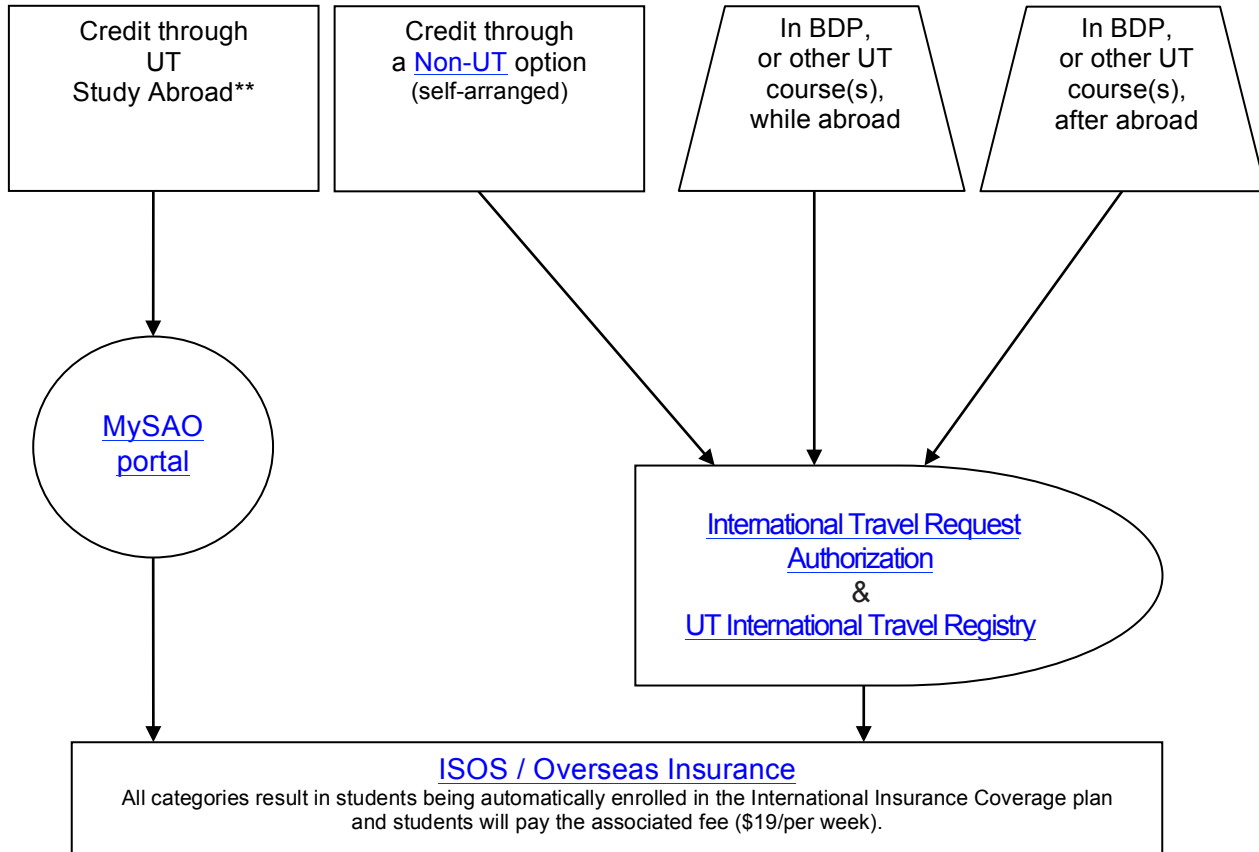 Credit through
UT
Study Abroad**
Credit through
a Non-UT option
(self-arranged)
In BDP,
or other UT
course(s),
while abroad
In BDP,
or other UT
course(s),
after abroad
MySAO
portal
International Travel Request
Authorization
&
UT International Travel Registry
ISOS / Overseas Insurance
All categories result in students being automatically enrolled in the International Insurance Coverage plan
and students will pay the associated fee ($19/per week).